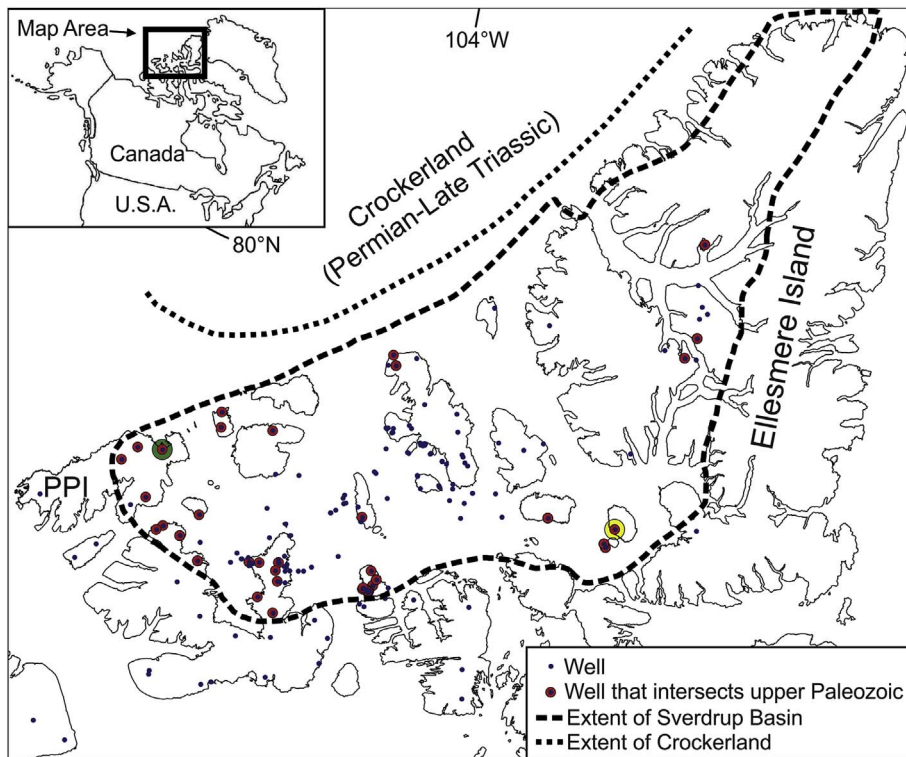 Map Area
Canada
U.S.A.
104°W
80°N
Crockerland
(Permian-Late Triassic)
Ellesmere Island
PPI
Well
Well that intersects upper Paleozoic
Extent of Sverdrup Basin
Extent of Crockerland